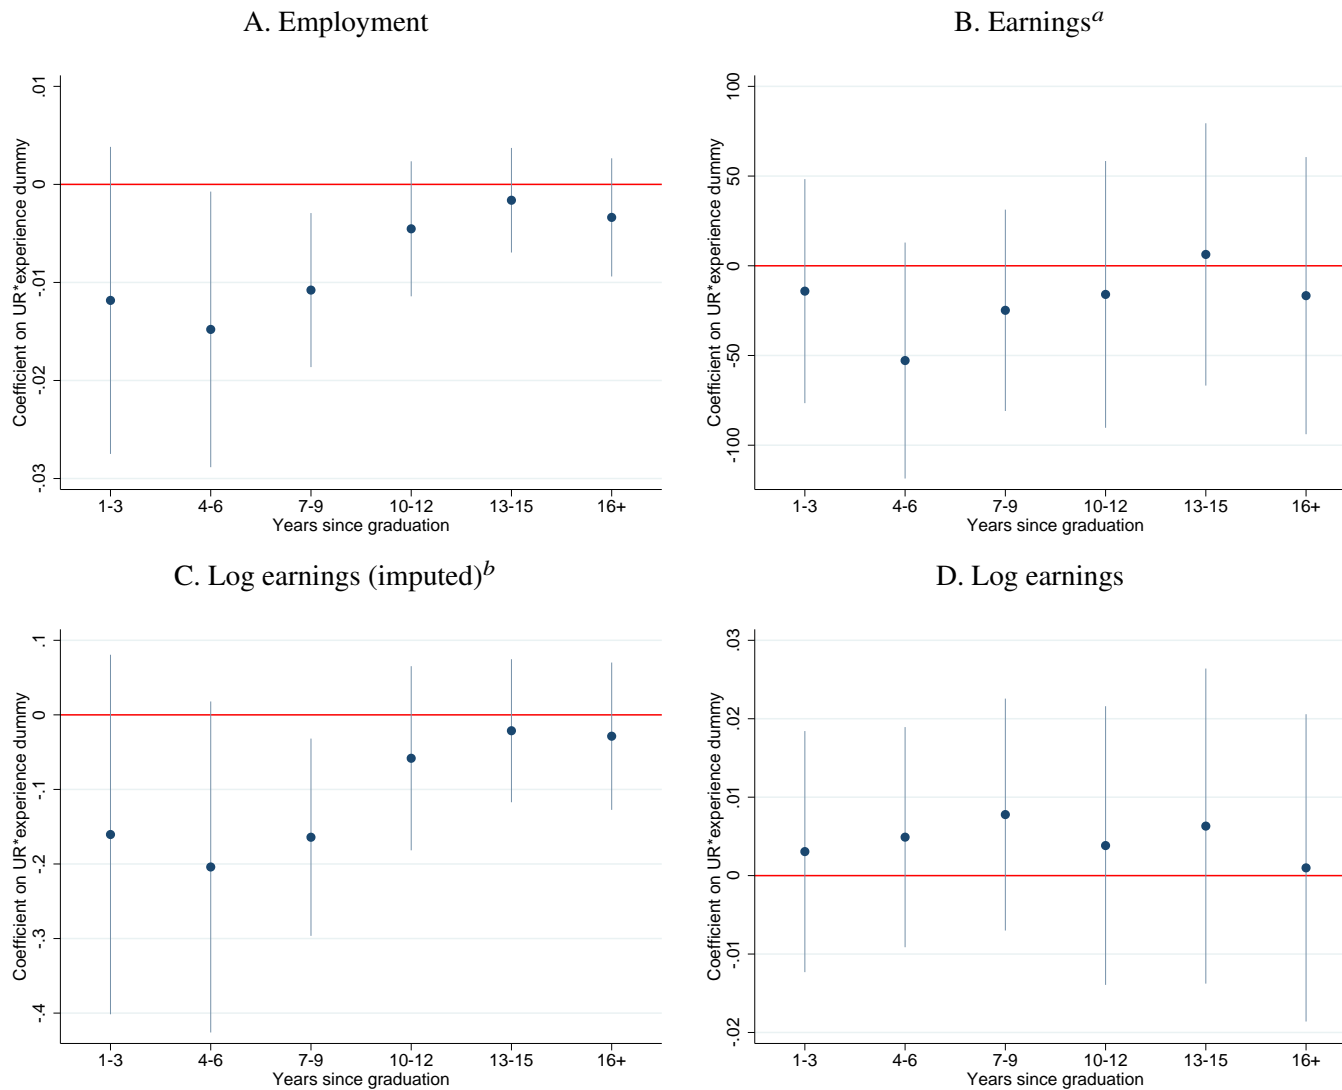 A. Employment
Coefficient on UR*experience dummy
.01
0
-.01
-.02
-.03
1-3 4-6 7-9 10-12 13-15 16+
Years since graduation
B. Earningsa
Coefficient on UR*experience dummy
100
50
0
-50
-100
1-3 4-6 7-9 10-12 13-15 16+
Years since graduation
C. Log earnings (imputed)b
Coefficient on UR*experience dummy
.1
0
-.1
-.2
-.3
-.4
1-3 4-6 7-9 10-12 13-15 16+
Years since graduation
D. Log earnings
Coefficient on UR*experience dummy
.03
.02
.01
0
-.01
-.02
1-3 4-6 7-9 10-12 13-15 16+
Years since graduation